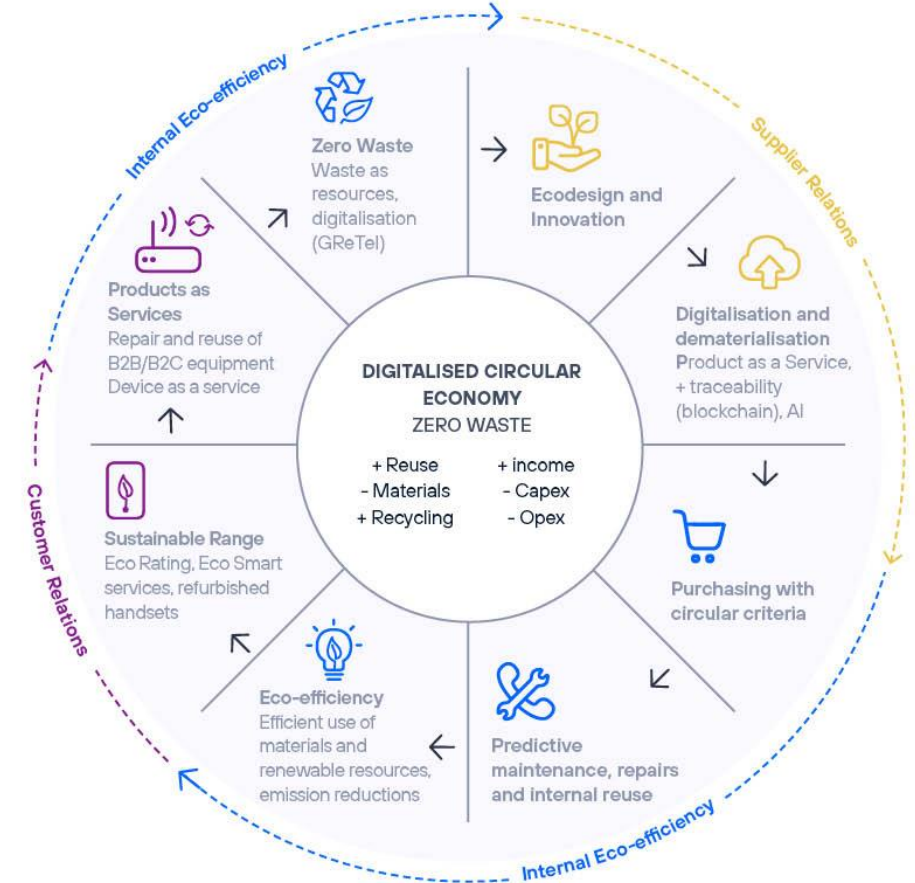 Internal Eco-efficiency
Supplier Relations
Zero Waste
Waste as
resources,
digitalisation
(GReTel)
Ecodesign and
Innovation
Products as
Services
Repair and reuse of
B2B/B2C equipment
Device as a service
Digitalisation and
dematerialisation
Product as a Service,
+ traceability
(blockchain), AI
DIGITALISED CIRCULAR
ECONOMY
ZERO WASTE
+ Reuse
- Materials
+ Recycling
+ income
- Capex
- Opex
Customer Relations
Sustainable Range
Eco Rating, Eco Smart
services, refurbished
handsets
Purchasing with
circular criteria
Eco-efficiency
Efficient use of
materials and
renewable resources,
emission reductions
Predictive
maintenance, repairs
and internal reuse
Internal Eco-efficiency